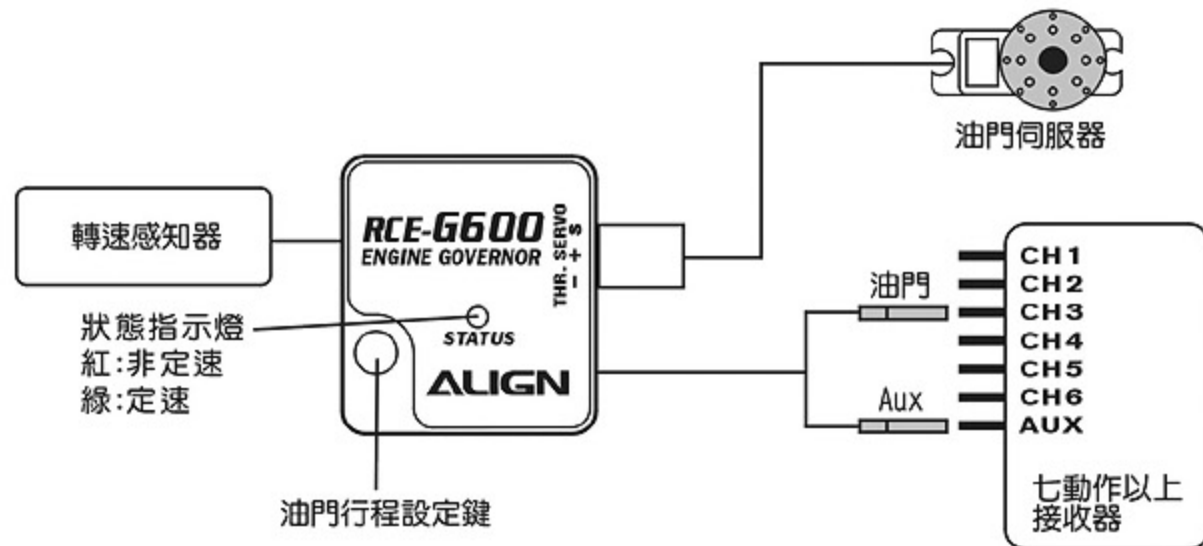 油門伺服器
轉速感知器
RCE-G600
ENGINE GOVERNOR
THR. SERVO
- + S
狀態指示燈
紅:非定速
綠:定速
STATUS
ALIGN
油門行程設定鍵
油門
Aux
CH1
CH2
CH3
CH4
CH5
CH6
AUX
七動作以上
接收器